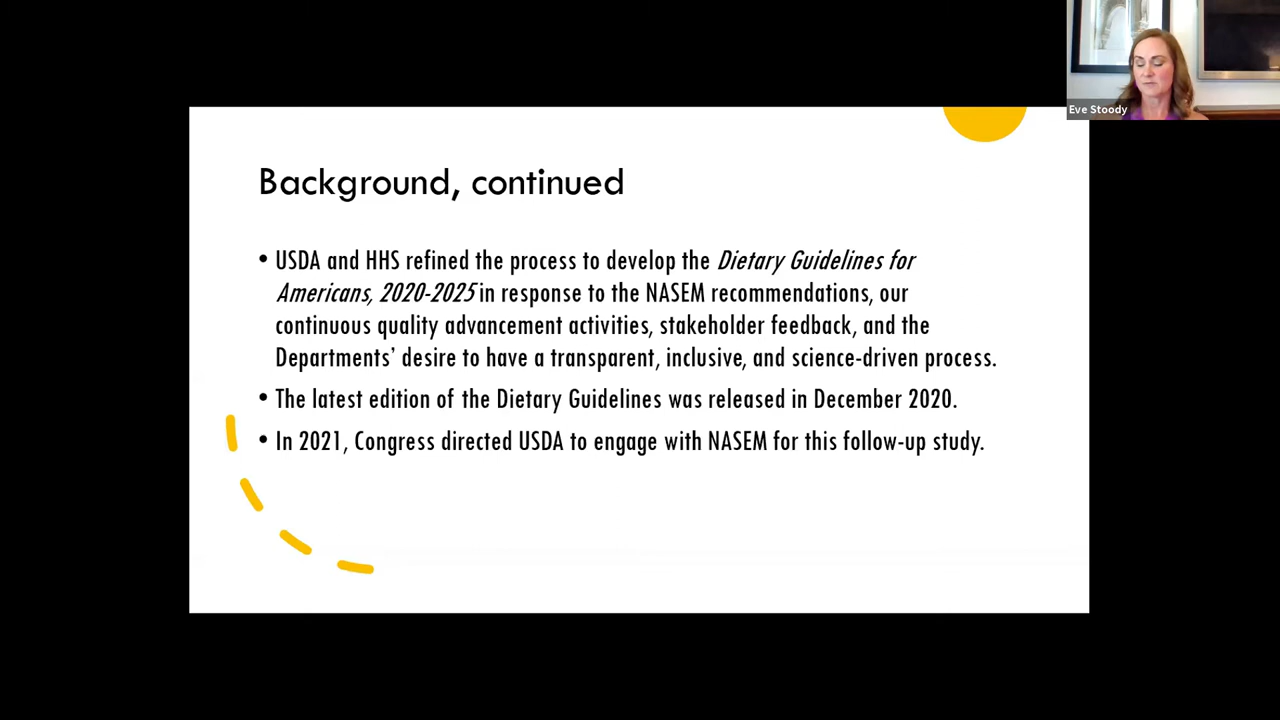 Eve Stoody
Background, continued
• USDA and HHS refined the process to develop the Dietary Guidelines for
Americans, 2020-2025 in response to the NASEM recommendations, our
continuous quality advancement activities, stakeholder feedback, and the
Departments’ desire to have a transparent, inclusive, and science-driven process.
• The latest edition of the Dietary Guidelines was released in December 2020.
• In 2021, Congress directed USDA to engage with NASEM for this follow-up study.